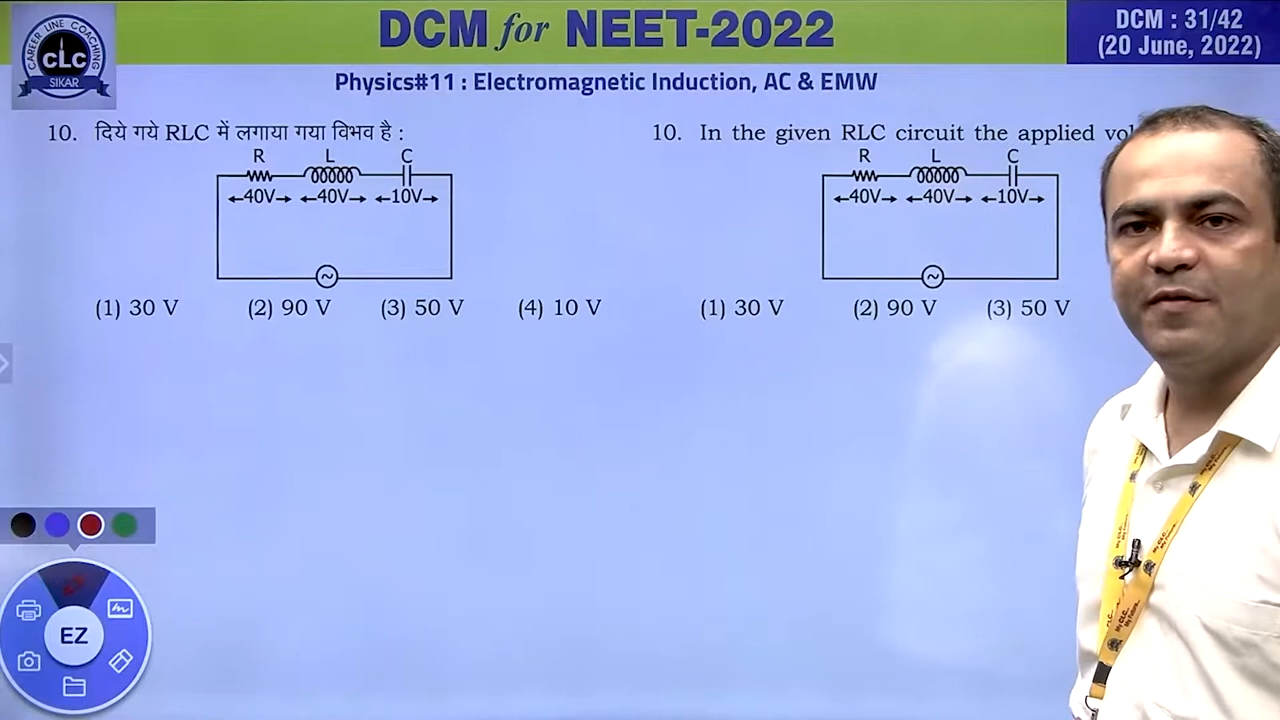 CAREER LINE COACHING
CLC
SIKAR
DCM for NEET-2022
DCM : 31/42
(20 June, 2022)
Physics#11 : Electromagnetic Induction, AC & EMW
10. दिये गये RLC में लगाया गया विभव है :
R L C
40V 40V 10V
~
(1) 30 V (2) 90 V (3) 50 V (4) 10 V
10. In the given RLC circuit the applied
R L C
40V 40V 10V
~
(1) 30 V (2) 90 V (3) 50 V
EZ